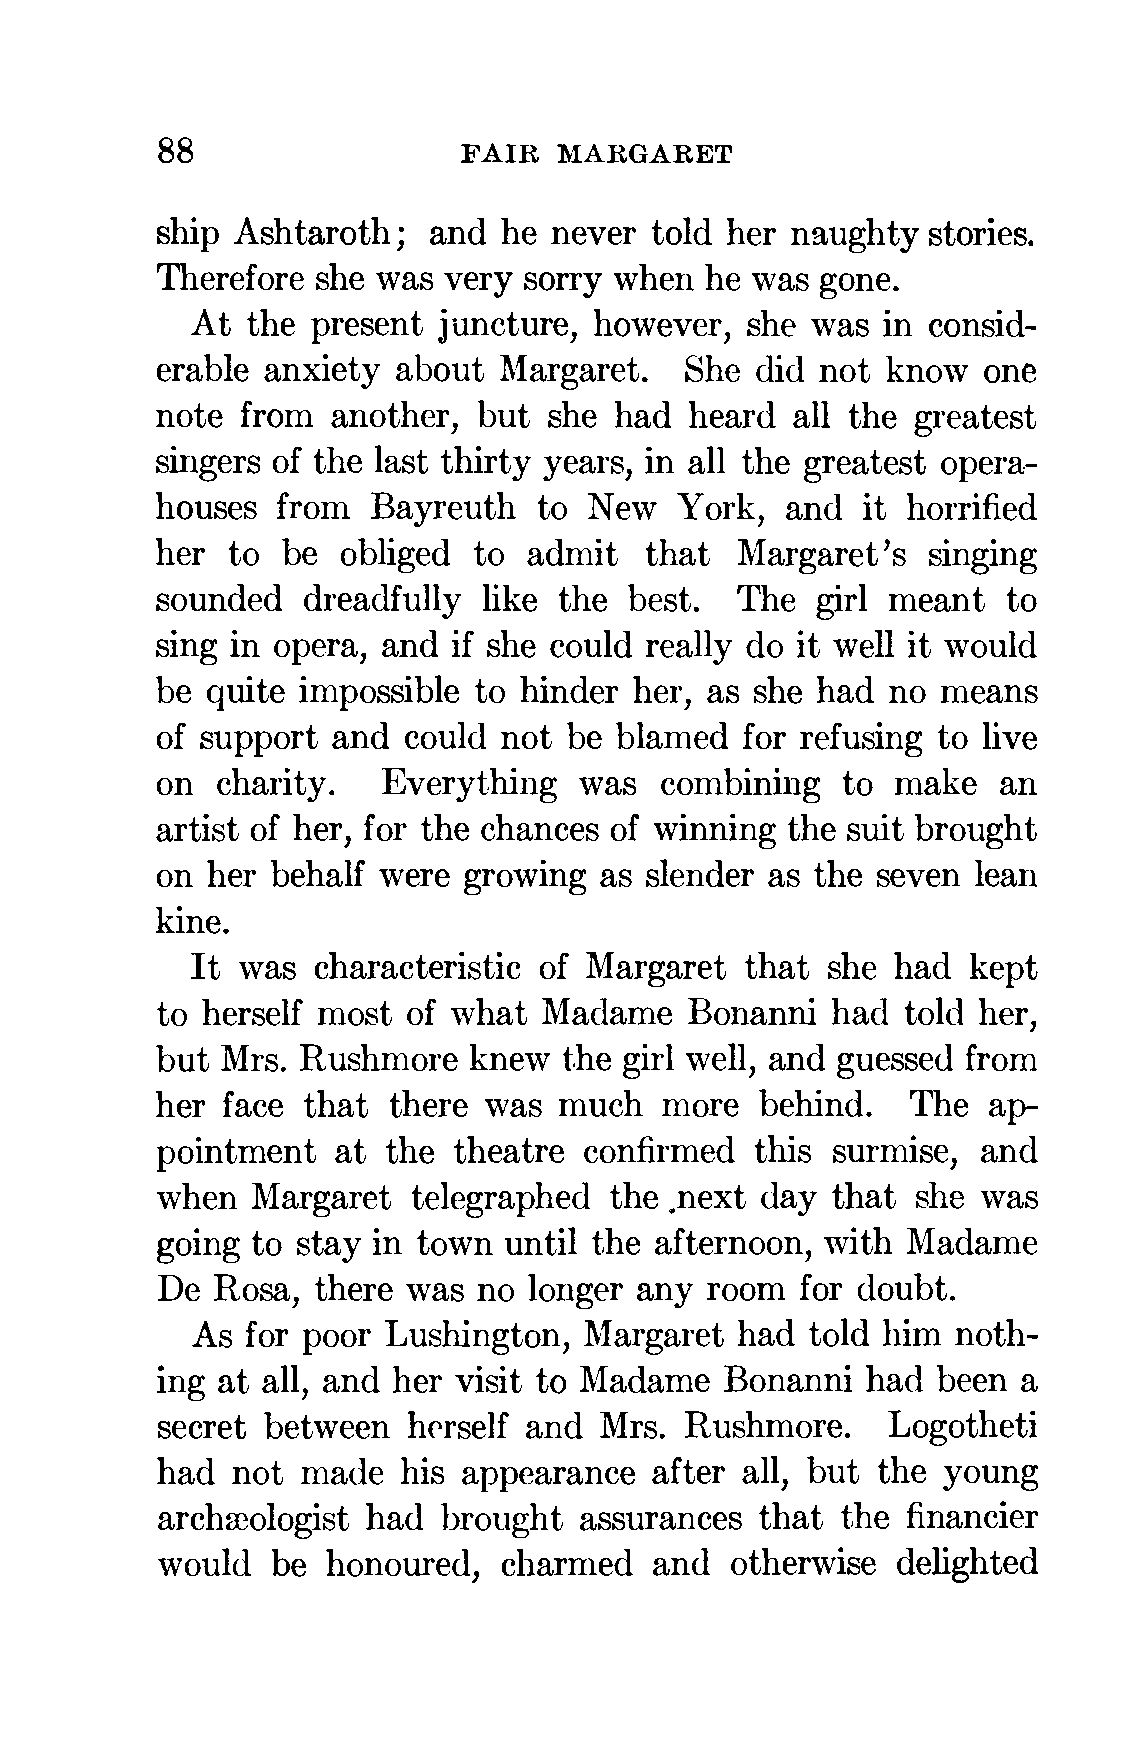 88 FAIR MARGARET
ship Ashtaroth; and he never told her naughty stories.
Therefore she was very sorry when he was gone.
At the present juncture, however, she was in consid-
erable anxiety about Margaret. She did not know one
note from another, but she had heard all the greatest
singers of the last thirty years, in all the greatest opera-
houses from Bayreuth to New York, and it horrified
her to be obliged to admit that Margaret's singing
sounded dreadfully like the best. The girl meant to
sing in opera, and if she could really do it well it would
be quite impossible to hinder her, as she had no means
of support and could not be blamed for refusing to live
on charity. Everything was combining to make an
artist of her, for the chances of winning the suit brought
on her behalf were growing as slender as the seven lean
kine.
It was characteristic of Margaret that she had kept
to herself most of what Madame Bonanni had told her,
but Mrs. Rushmore knew the girl well, and guessed from
her face that there was much more behind. The ap-
pointment at the theatre confirmed this surmise, and
when Margaret telegraphed the next day that she was
going to stay in town until the afternoon, with Madame
De Rosa, there was no longer any room for doubt.
As for poor Lushington, Margaret had told him noth-
ing at all, and her visit to Madame Bonanni had been a
secret between herself and Mrs. Rushmore. Logotheti
had not made his appearance after all, but the young
archæologist had brought assurances that the financier
would be honoured, charmed and otherwise delighted